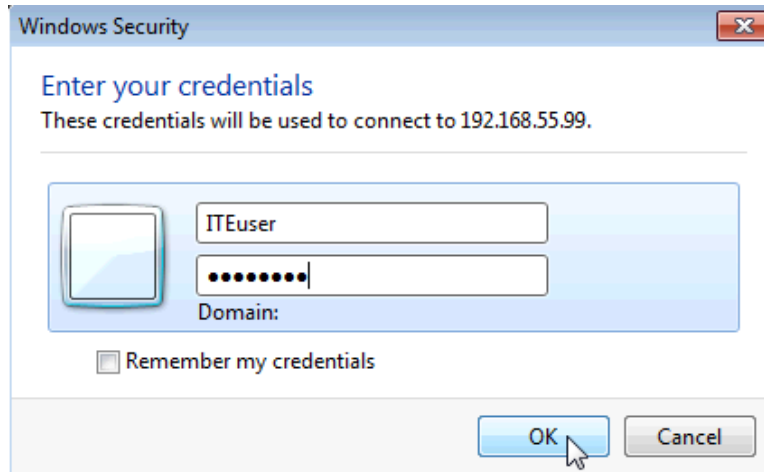 Windows Security
Enter your credentials
These credentials will be used to connect to 192.168.55.99.
ITEuser
●●●●●●●●
Domain:
Remember my credentials
OK
Cancel